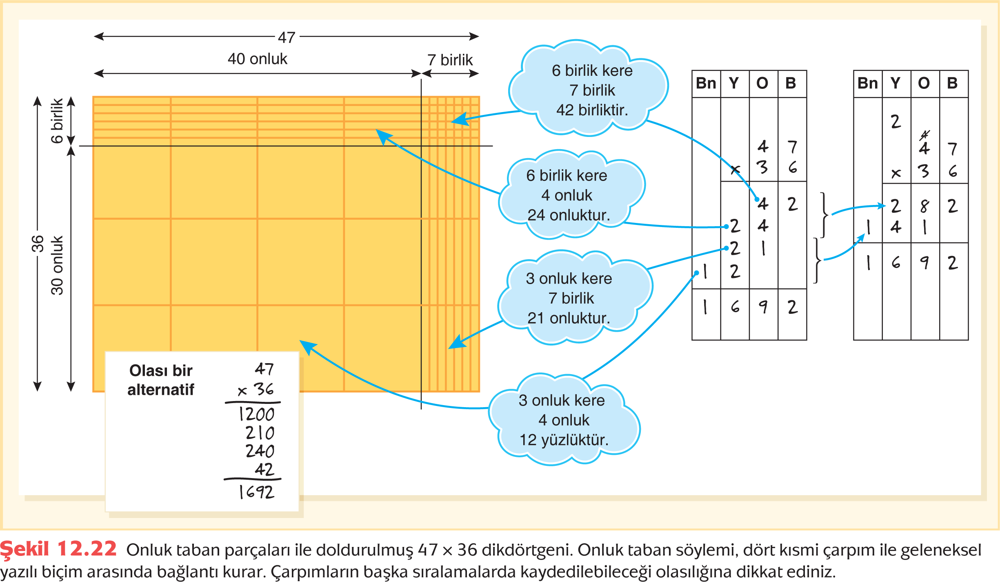 47
40 onluk
7 birlik
36
6 birlik
30 onluk
6 birlik kere
7 birlik
42 birliktir.
6 birlik kere
4 onluk
24 onluktur.
3 onluk kere
7 birlik
21 onluktur.
3 onluk kere
4 onluk
12 yüzlüktür.
Bn Y O B
4 7
x 3 6
4 2
2 4
2 1
1 2
1 6 9 2
Bn Y O B
2
4
4 7
x 3 6
2 8 2
1 4 1
1 6 9 2
Olası bir
alternatif
47
x 36
1200
210
240
42
1692
Şekil 12.22 Onluk taban parçaları ile doldurulmuş 47 × 36 dikdörtgeni. Onluk taban söylemi, dört kısmi çarpım ile geleneksel
yazılı biçim arasında bağlantı kurar. Çarpımların başka sıralamalarda kaydedilebileceği olasılığına dikkat ediniz.